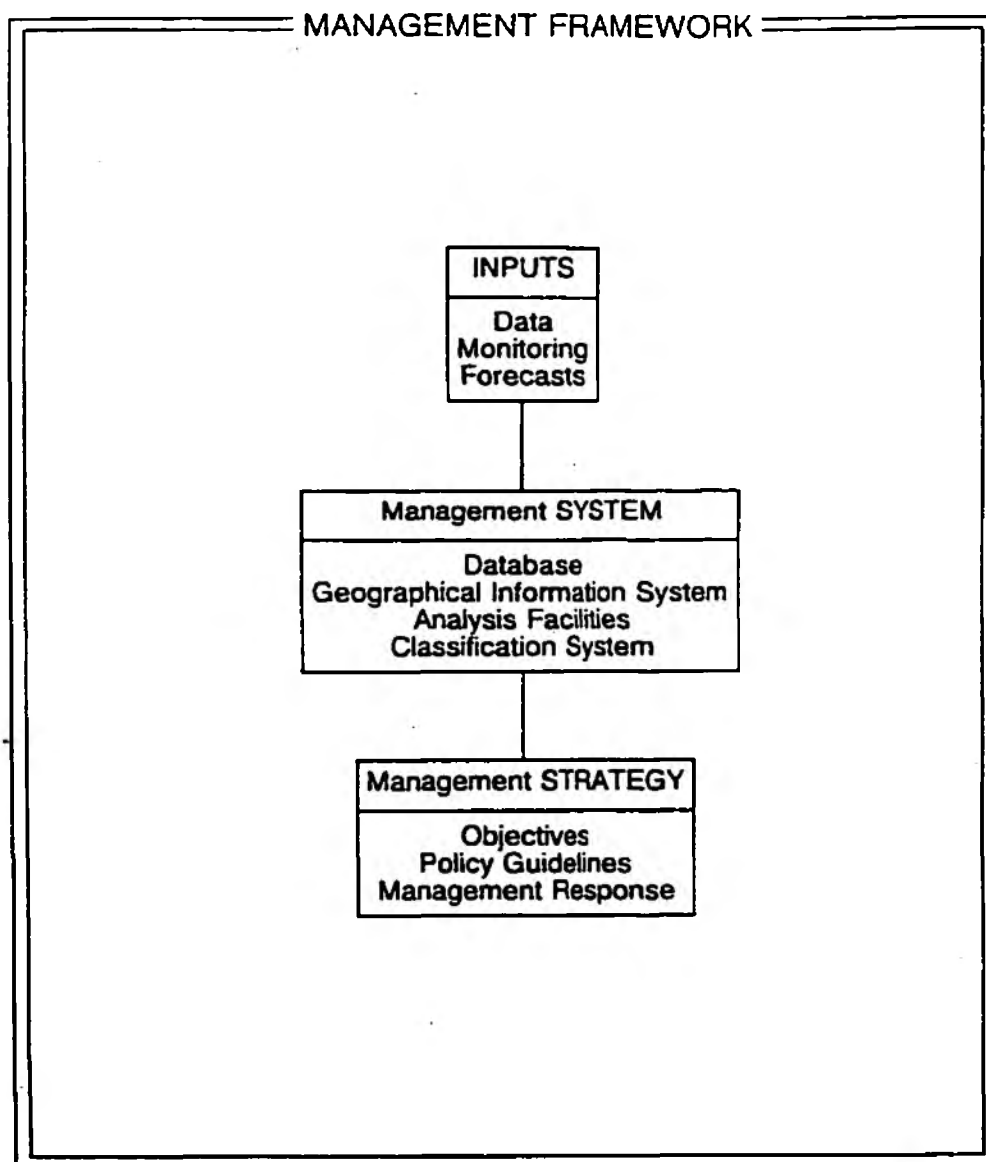 MANAGEMENT FRAMEWORK
INPUTS
Data
Monitoring
Forecasts
Management SYSTEM
Database
Geographical Information System
Analysis Facilities
Classification System
Management STRATEGY
Objectives
Policy Guidelines
Management Response